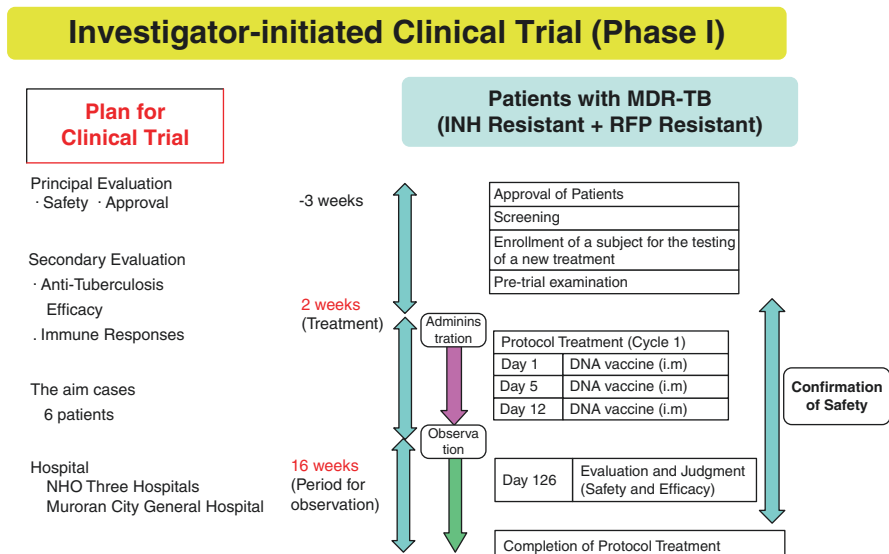 Investigator-initiated Clinical Trial (Phase I)
Plan for
Clinical Trial
Patients with MDR-TB
(INH Resistant + RFP Resistant)
Principal Evaluation
· Safety · Approval
Secondary Evaluation
· Anti-Tuberculosis
Efficacy
. Immune Responses
The aim cases
6 patients
Hospital
NHO Three Hospitals
Muroran City General Hospital
-3 weeks
2 weeks
(Treatment)
16 weeks
(Period for
observation)
Adminins
tration
Observa
tion
Approval of Patients
Screening
Enrollment of a subject for the testing
of a new treatment
Pre-trial examination
Protocol Treatment (Cycle 1)
Day 1 DNA vaccine (i.m)
Day 5 DNA vaccine (i.m)
Day 12 DNA vaccine (i.m)
Day 126 Evaluation and Judgment
(Safety and Efficacy)
Completion of Protocol Treatment
Confirmation
of Safety